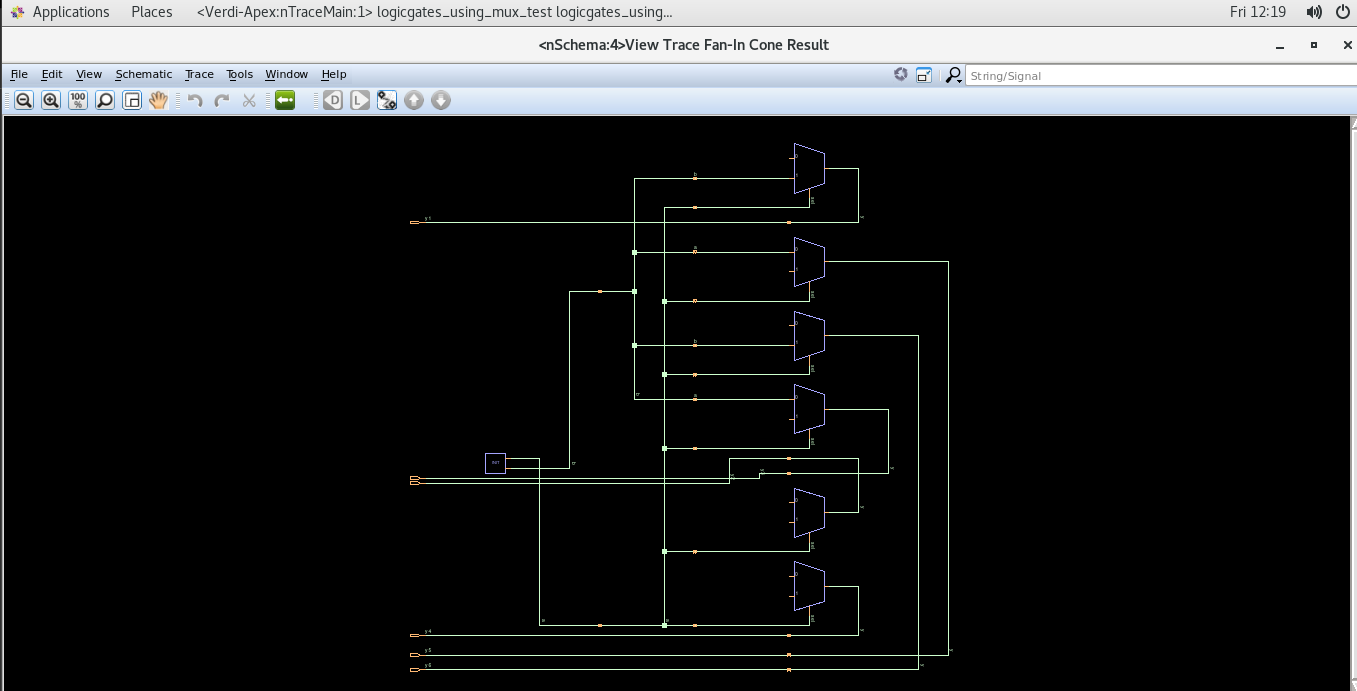 Applications Places <Verdi-Apex:nTraceMain:1> logicgates_using_mux_test logicgates_using... Fri 12:19
<nSchema:4>View Trace Fan-In Cone Result
File Edit View Schematic Trace Tools Window Help String/Signal
100 %
D L
b
y1
a
b
a
y4
y5
y6